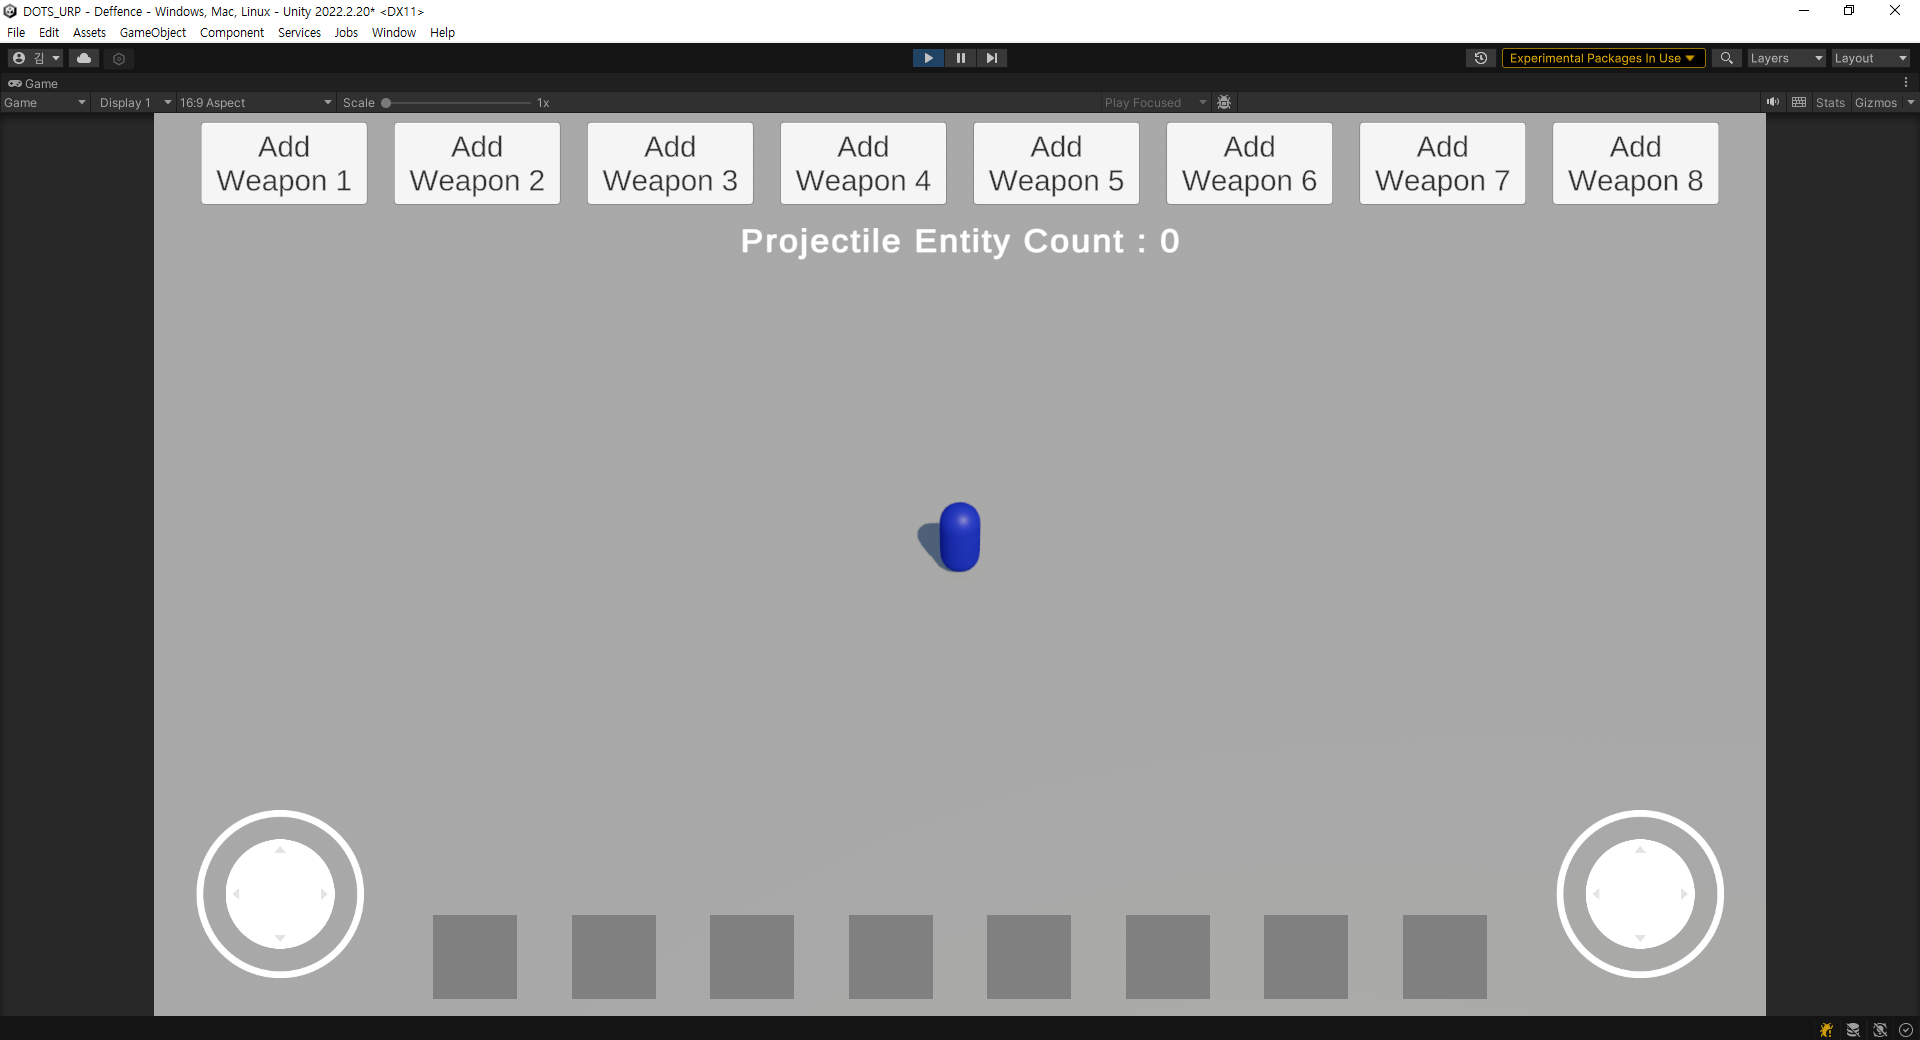 DOTS_URP - Deffence - Windows, Mac, Linux - Unity 2022.2.20* <DX11>
File Edit Assets GameObject Component Services Jobs Window Help
김 Experimental Packages In Use Layers Layout
Game
Game Display 1 16:9 Aspect Scale 1x Play Focused Stats Gizmos
Add Weapon 1
Add Weapon 2
Add Weapon 3
Add Weapon 4
Add Weapon 5
Add Weapon 6
Add Weapon 7
Add Weapon 8
Projectile Entity Count : 0